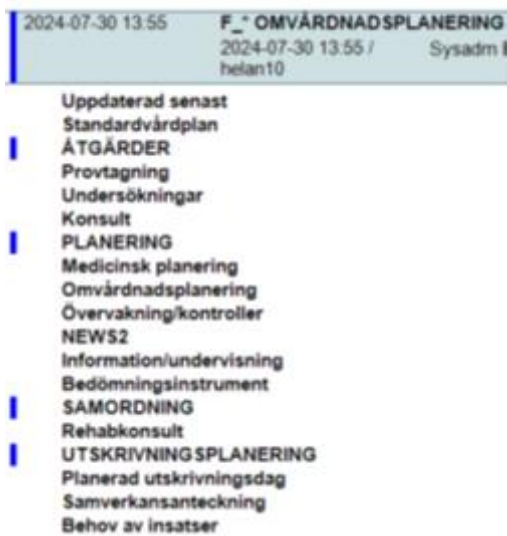 2024-07-30 13:55 F_* OMVÅRDNADSPLANERING
2024-07-30 13:55 / Sysadm
helan10
Uppdaterad senast
Standardvårdplan
ÅTGÄRDER
Provtagning
Undersökningar
Konsult
PLANERING
Medicinsk planering
Omvårdnadsplanering
Övervakning/kontroller
NEWS2
Information/undervisning
Bedömningsinstrument
SAMORDNING
Rehabkonsult
UTSKRIVNINGSPLANERING
Planerad utskrivningsdag
Samverkansanteckning
Behov av insatser